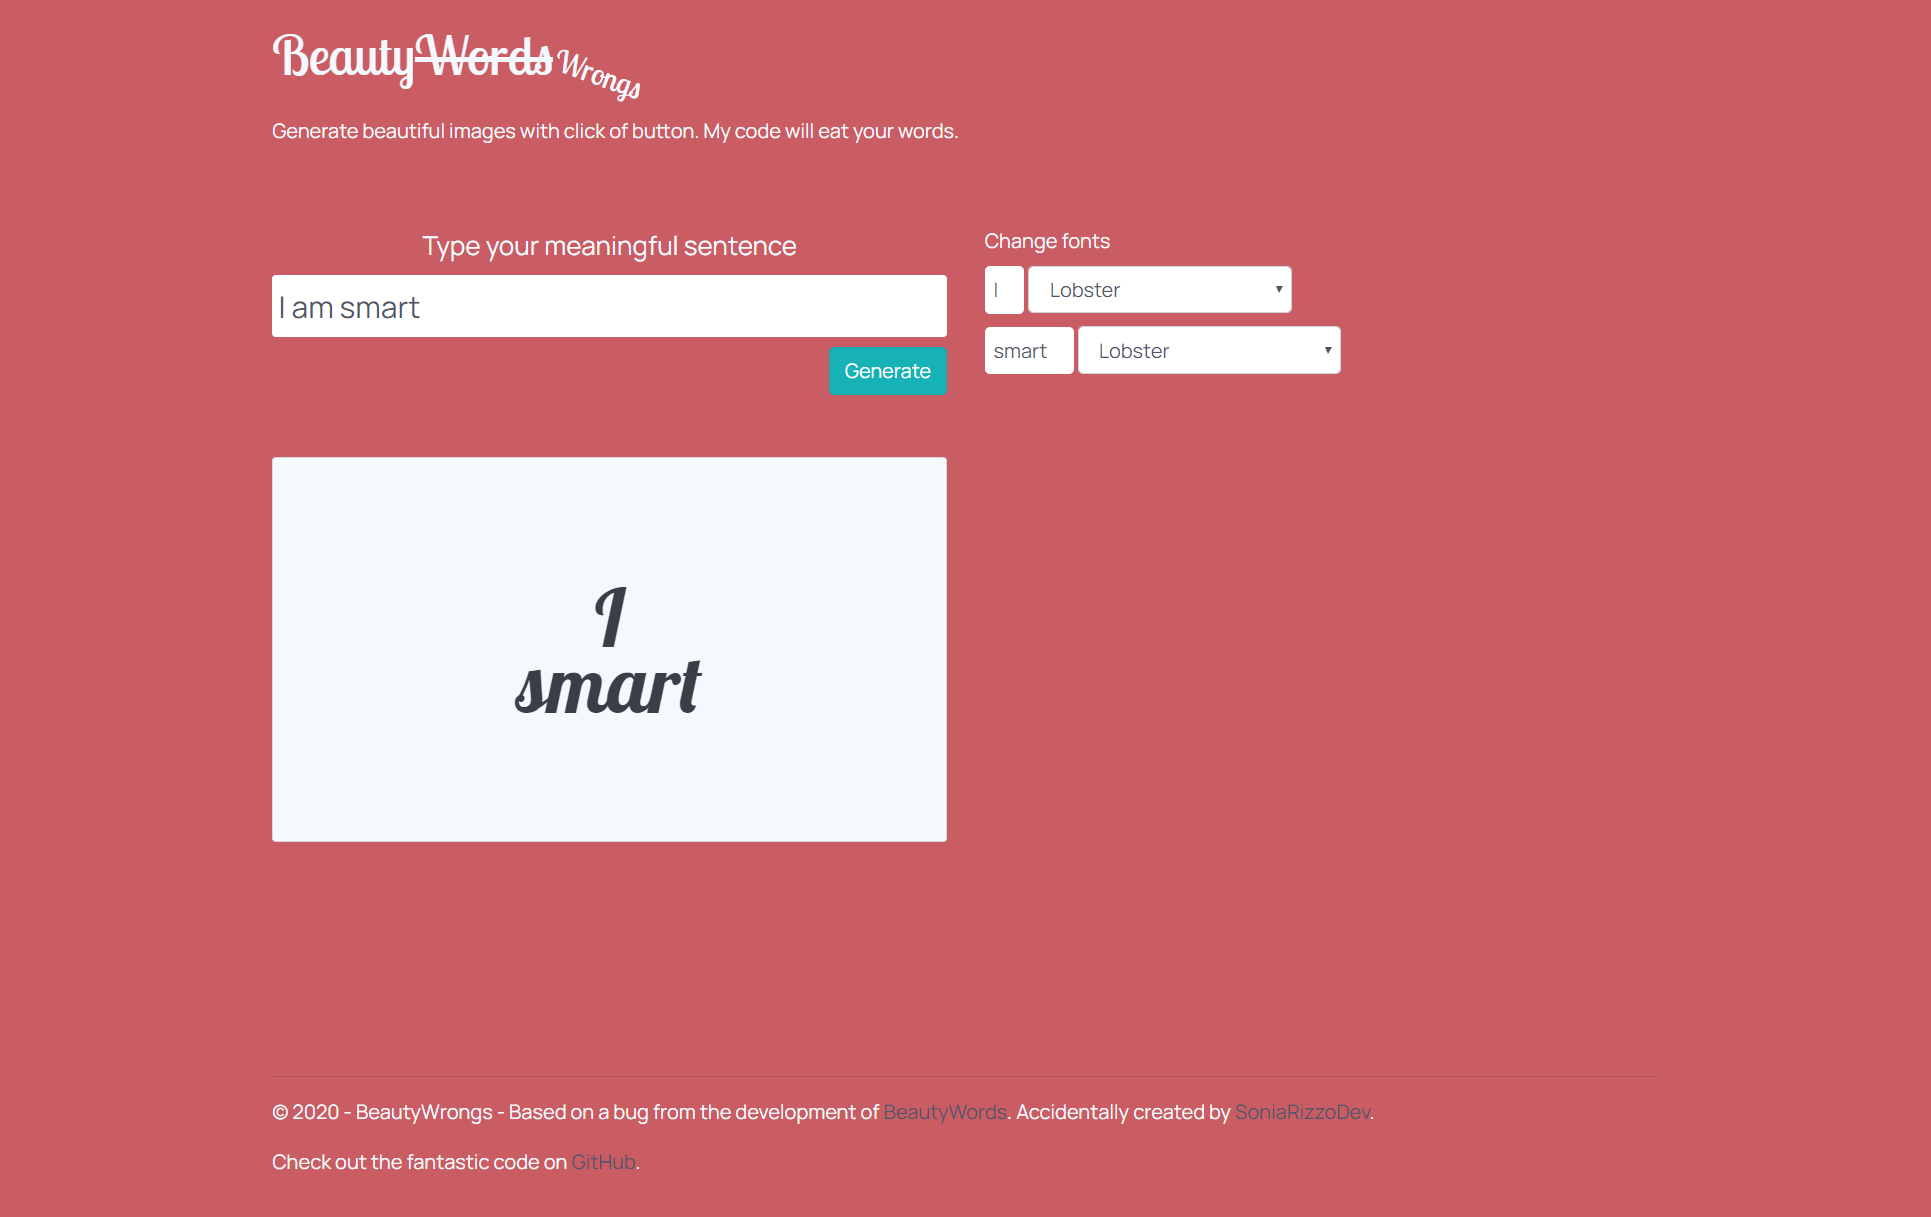 BeautyWords Wrongs
Generate beautiful images with click of button. My code will eat your words.
Type your meaningful sentence
I am smart
Generate
Change fonts
I Lobster
smart Lobster
I
smart
© 2020 - BeautyWrongs - Based on a bug from the development of BeautyWords. Accidentally created by SoniaRizzoDev.
Check out the fantastic code on GitHub.